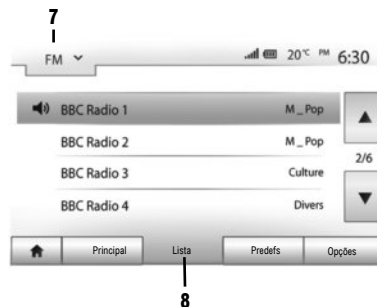 7
FM 20°C PM 6:30
BBC Radio 1 M_Pop
BBC Radio 2 M_Pop
2/6
BBC Radio 3 Culture
BBC Radio 4 Divers
Principal Lista Predefs Opções
8